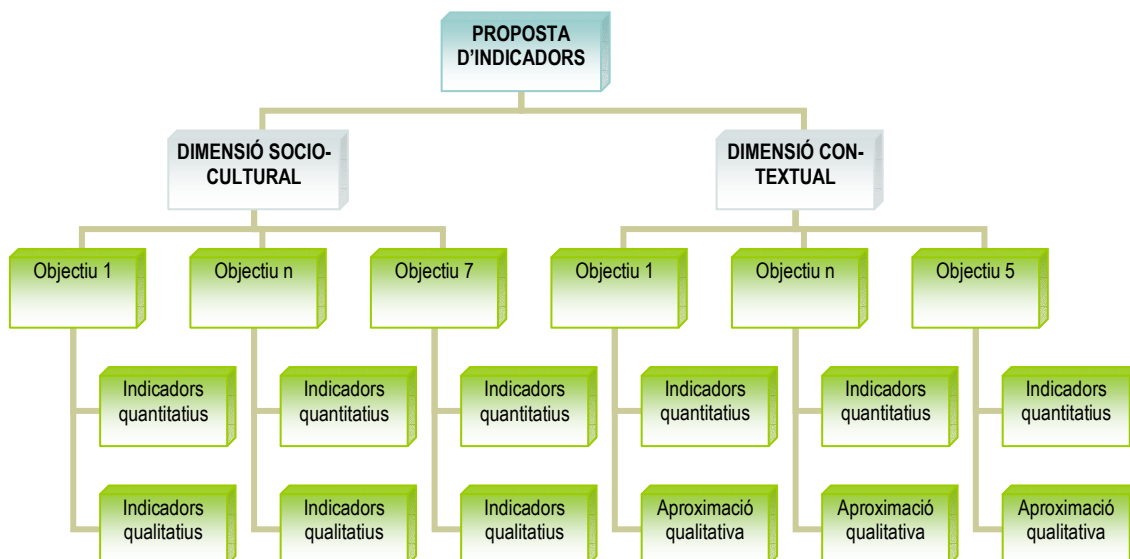 PROPOSTA
D'INDICADORS
DIMENSIÓ SOCIO-
CULTURAL
DIMENSIÓ CON-
TEXTUAL
Objectiu 1
Objectiu n
Objectiu 7
Objectiu 1
Objectiu n
Objectiu 5
Indicadors
quantitatius
Indicadors
quantitatius
Indicadors
quantitatius
Indicadors
quantitatius
Indicadors
quantitatius
Indicadors
quantitatius
Indicadors
qualitatius
Indicadors
qualitatius
Indicadors
qualitatius
Aproximació
qualitativa
Aproximació
qualitativa
Aproximació
qualitativa